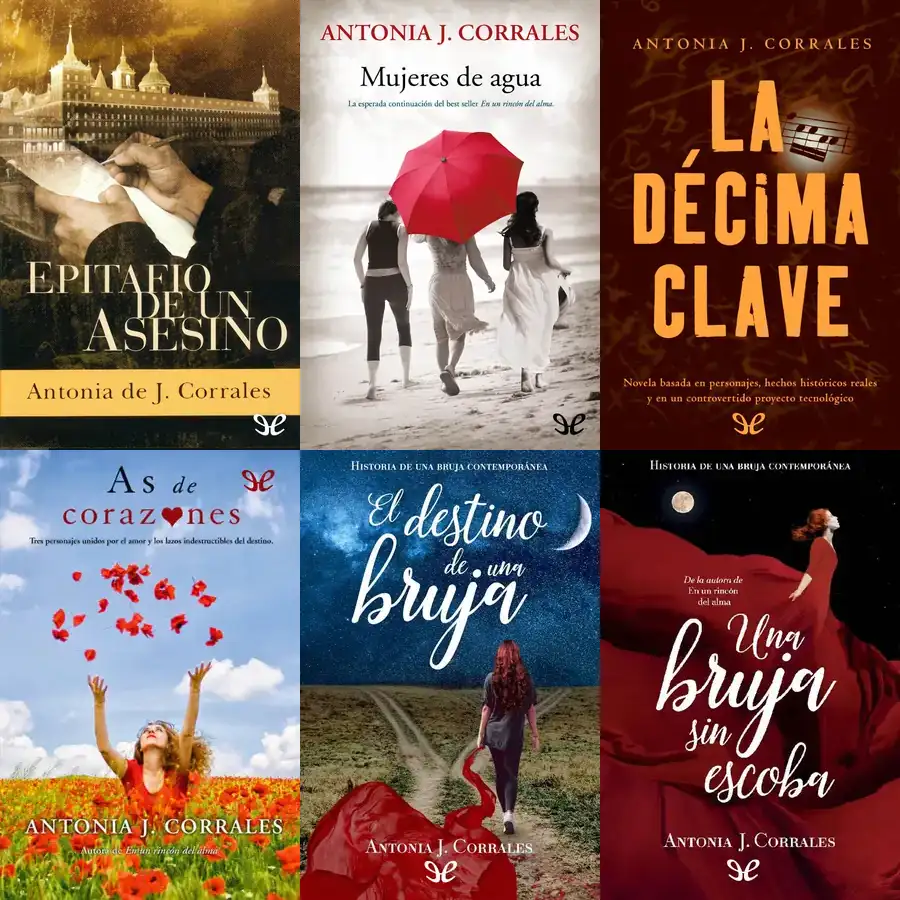 EPITAFIO
DE UN
ASESINO
Antonia de J. Corrales
ANTONIA J. CORRALES
Mujeres de agua
La esperada continuación del best seller En un rincón del alma.
ANTONIA J. CORRALES
LA
DÉCIMA
CLAVE
Novela basada en personajes, hechos históricos reales
y en un controvertido proyecto tecnológico
As de
corazones
Tres personajes unidos por el amor y los lazos indestructibles del destino.
ANTONIA J. CORRALES
Autora de En un rincón del alma
HISTORIA DE UNA BRUJA CONTEMPORÁNEA
El destino
de una
bruja
ANTONIA J. CORRALES
HISTORIA DE UNA BRUJA CONTEMPORÁNEA
De la autora de
En un rincón
del alma
Una
bruja
sin
escoba
ANTONIA J. CORRALES